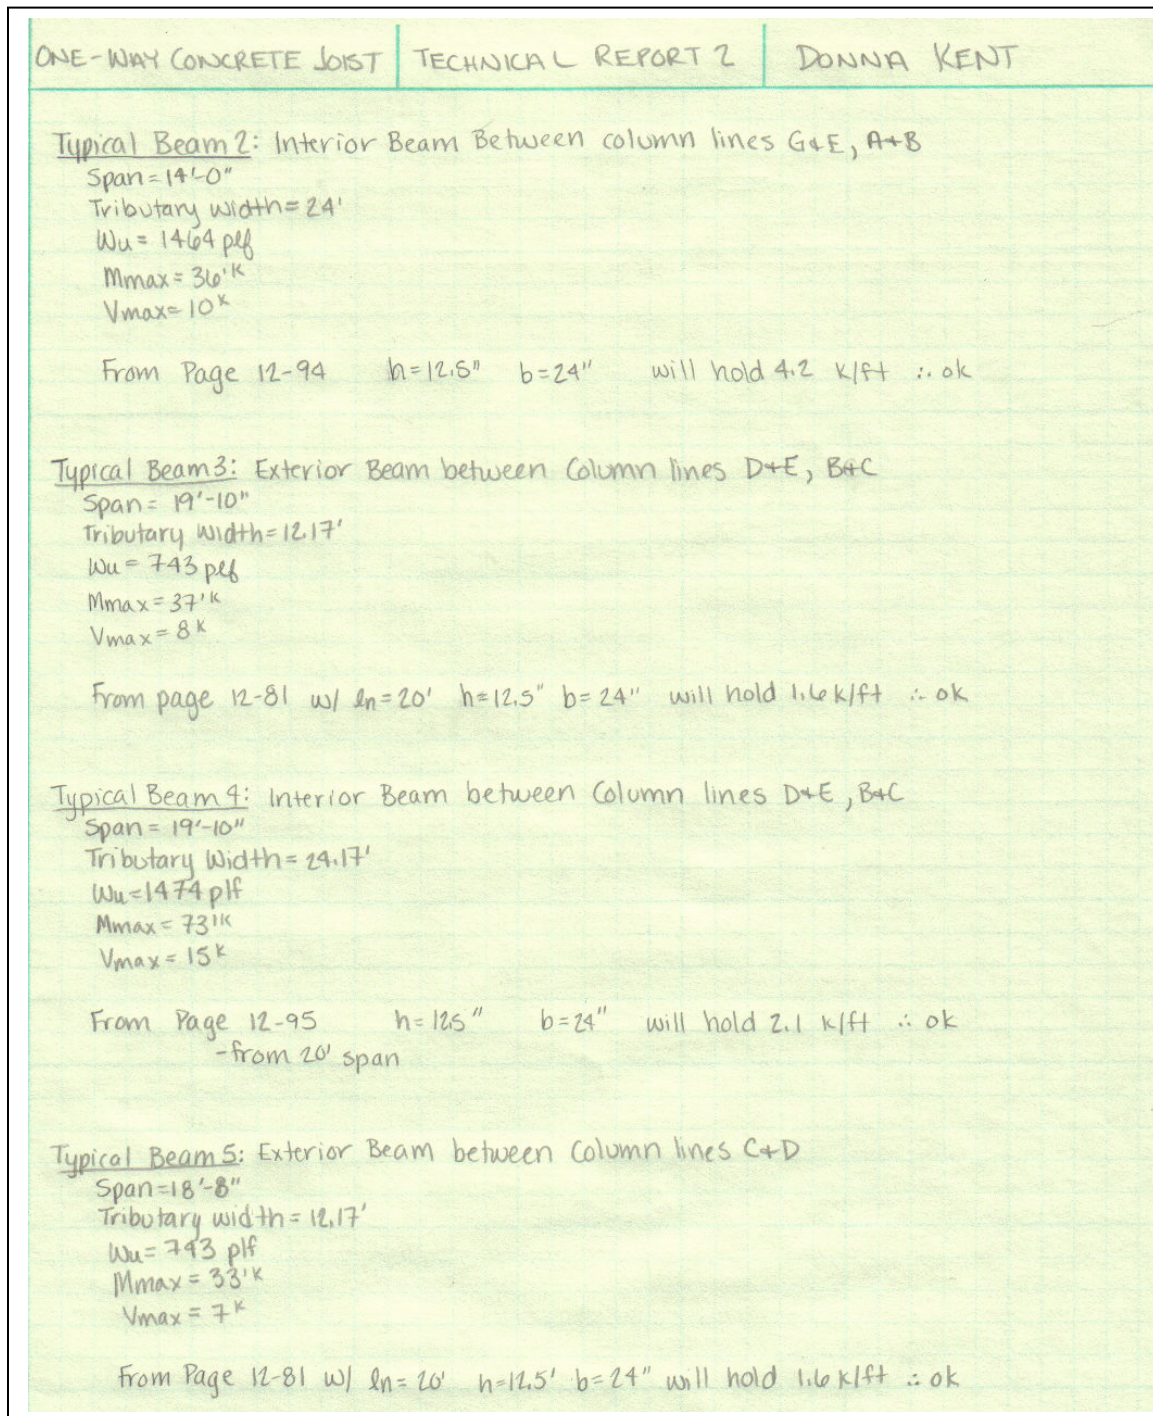 ONE-WAY CONCRETE JOIST TECHNICAL REPORT 2 DONNA KENT
Typical Beam 2: Interior Beam Between column lines G&E, A+B
Span=14'-0"
Tributary width=24'
Wu = 1464 plf
Mmax= 36'k
Vmax= 10k
From Page 12-94 h=12.5" b=24" will hold 4.2 k/ft ∴ ok
Typical Beam 3: Exterior Beam between Column lines D+E, B&C
Span= 19'-10"
Tributary Width=12.17'
Wu = 743 plf
Mmax=37'k
Vmax=8k
From page 12-81 w/ ln=20' h=12.5" b=24" will hold 1.6 k/ft ∴ ok
Typical Beam 4: Interior Beam between Column lines D+E, B+C
Span = 19'-10"
Tributary Width=24.17'
Wu=1474 plf
Mmax= 73'k
Vmax = 15k
From Page 12-95 h=12.5" b=24" will hold 2.1 k/ft ∴ ok
-from 20' span
Typical Beam 5: Exterior Beam between Column lines C+D
Span=18'-8"
Tributary width= 12.17'
Wu= 743 plf
Mmax = 33'k
Vmax = 7k
From Page 12-81 w/ ln= 20' h=12.5' b=24" will hold 1.6 k/ft ∴ ok